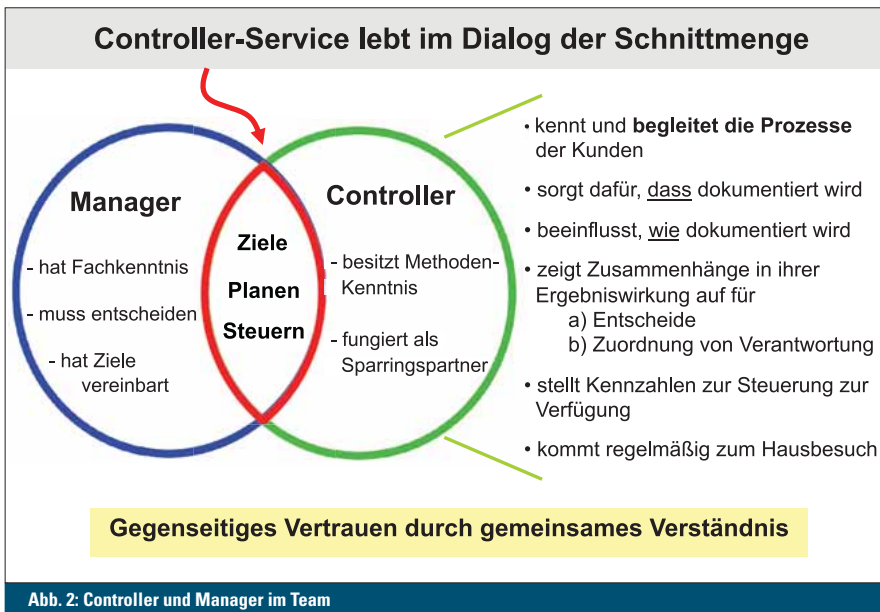 Controller-Service lebt im Dialog der Schnittmenge
Manager
- hat Fachkenntnis
- muss entscheiden
- hat Ziele
vereinbart
Ziele
Planen
Steuern
Controller
- besitzt Methoden-
Kenntnis
- fungiert als
Sparringspartner
• kennt und begleitet die Prozesse
der Kunden
• sorgt dafür, dass dokumentiert wird
• beeinflusst, wie dokumentiert wird
• zeigt Zusammenhänge in ihrer
Ergebniswirkung auf für
a) Entscheide
b) Zuordnung von Verantwortung
• stellt Kennzahlen zur Steuerung zur
Verfügung
• kommt regelmäßig zum Hausbesuch
Gegenseitiges Vertrauen durch gemeinsames Verständnis
Abb. 2: Controller und Manager im Team